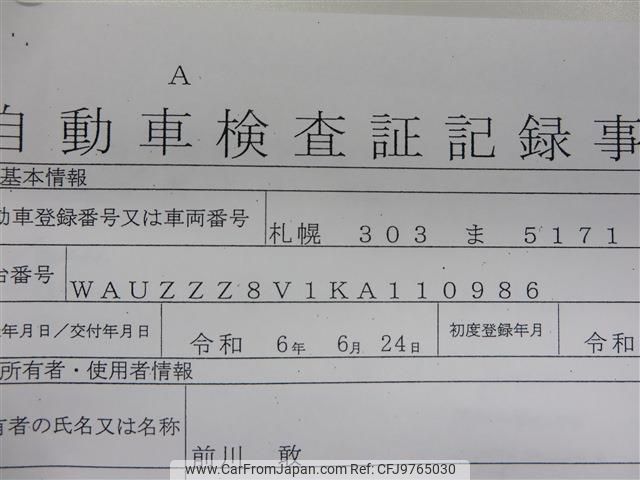 A
自動車検査証記録事
基本情報
動車登録番号又は車両番号 札幌 303 ま 5171
台番号 WAUZZZ8V1KA110986
年月日/交付年月日 令和 6年 6月 24日 初度登録年月 令和
所有者・使用者情報
有者の氏名又は名称 前川 敢
www.CarFromJapan.com - Photo ID: CFJ9765030